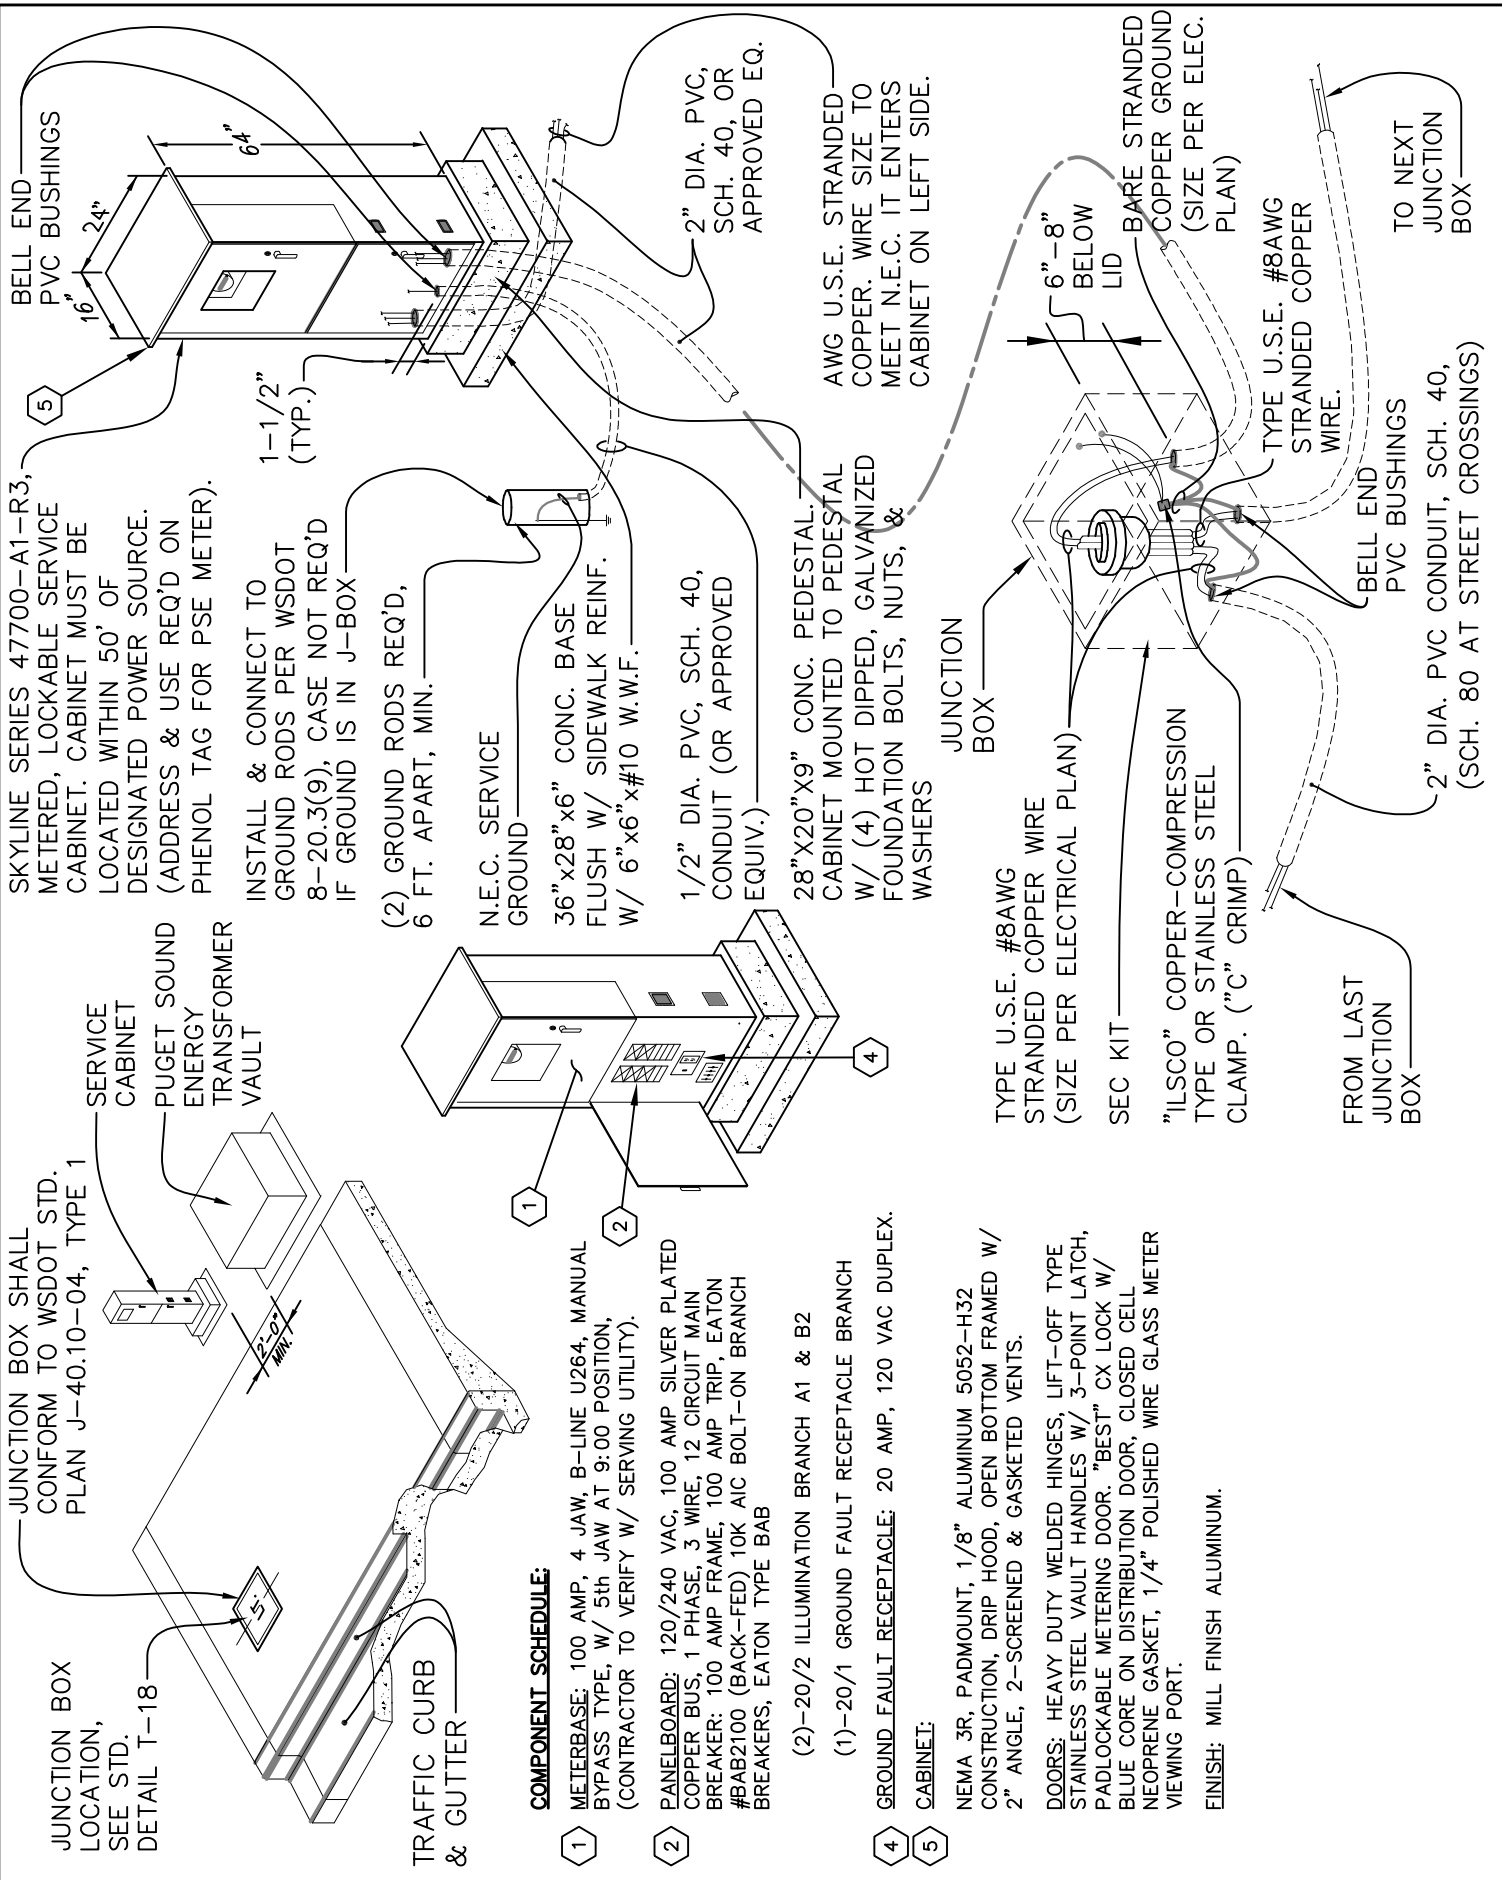 JUNCTION BOX SHALL
CONFORM TO WSDOT STD.
PLAN J-40.10-04, TYPE 1
JUNCTION BOX
LOCATION,
SEE STD.
DETAIL T-18
"J"
SERVICE
CABINET
PUGET SOUND
ENERGY
TRANSFORMER
VAULT
2'-0"
MIN.
TRAFFIC CURB
& GUTTER
SKYLINE SERIES 47700-A1-R3,
METERED, LOCKABLE SERVICE
CABINET. CABINET MUST BE
LOCATED WITHIN 50' OF
DESIGNATED POWER SOURCE.
(ADDRESS & USE REQ'D ON
PHENOL TAG FOR PSE METER).
5
BELL END
PVC BUSHINGS
16"
24"
64"
1-1/2"
(TYP.)
INSTALL & CONNECT TO
GROUND RODS PER WSDOT
8-20.3(9), CASE NOT REQ'D
IF GROUND IS IN J-BOX
(2) GROUND RODS REQ'D,
6 FT. APART, MIN.
N.E.C. SERVICE
GROUND
36"x28"x6" CONC. BASE
FLUSH W/ SIDEWALK REINF.
W/ 6"x6"x#10 W.W.F.
1/2" DIA. PVC, SCH. 40,
CONDUIT (OR APPROVED
EQUIV.)
28"X20"X9" CONC. PEDESTAL.
CABINET MOUNTED TO PEDESTAL
W/ (4) HOT DIPPED, GALVANIZED
FOUNDATION BOLTS, NUTS, &
WASHERS
2" DIA. PVC,
SCH. 40, OR
APPROVED EQ.
AWG U.S.E. STRANDED
COPPER. WIRE SIZE TO
MEET N.E.C. IT ENTERS
CABINET ON LEFT SIDE.
1
2
4
COMPONENT SCHEDULE:
1
METERBASE: 100 AMP, 4 JAW, B-LINE U264, MANUAL
BYPASS TYPE, W/ 5th JAW AT 9:00 POSITION,
(CONTRACTOR TO VERIFY W/ SERVING UTILITY).
2
PANELBOARD: 120/240 VAC, 100 AMP SILVER PLATED
COPPER BUS, 1 PHASE, 3 WIRE, 12 CIRCUIT MAIN
BREAKER: 100 AMP FRAME, 100 AMP TRIP, EATON
#BAB2100 (BACK-FED) 10K AIC BOLT-ON BRANCH
BREAKERS, EATON TYPE BAB
(2)-20/2 ILLUMINATION BRANCH A1 & B2
(1)-20/1 GROUND FAULT RECEPTACLE BRANCH
4
GROUND FAULT RECEPTACLE: 20 AMP, 120 VAC DUPLEX.
5
CABINET:
NEMA 3R, PADMOUNT, 1/8" ALUMINUM 5052-H32
CONSTRUCTION, DRIP HOOD, OPEN BOTTOM FRAMED W/
2" ANGLE, 2-SCREENED & GASKETED VENTS.
DOORS: HEAVY DUTY WELDED HINGES, LIFT-OFF TYPE
STAINLESS STEEL VAULT HANDLES W/ 3-POINT LATCH,
PADLOCKABLE METERING DOOR. "BEST" CX LOCK W/
BLUE CORE ON DISTRIBUTION DOOR, CLOSED CELL
NEOPRENE GASKET, 1/4" POLISHED WIRE GLASS METER
VIEWING PORT.
FINISH: MILL FINISH ALUMINUM.
JUNCTION
BOX
6"-8"
BELOW
LID
BARE STRANDED
COPPER GROUND
(SIZE PER ELEC.
PLAN)
TYPE U.S.E. #8AWG
STRANDED COPPER
WIRE.
TO NEXT
JUNCTION
BOX
TYPE U.S.E. #8AWG
STRANDED COPPER WIRE
(SIZE PER ELECTRICAL PLAN)
SEC KIT
"ILSCO" COPPER-COMPRESSION
TYPE OR STAINLESS STEEL
CLAMP. ("C" CRIMP)
FROM LAST
JUNCTION
BOX
BELL END
PVC BUSHINGS
2" DIA. PVC CONDUIT, SCH. 40,
(SCH. 80 AT STREET CROSSINGS)